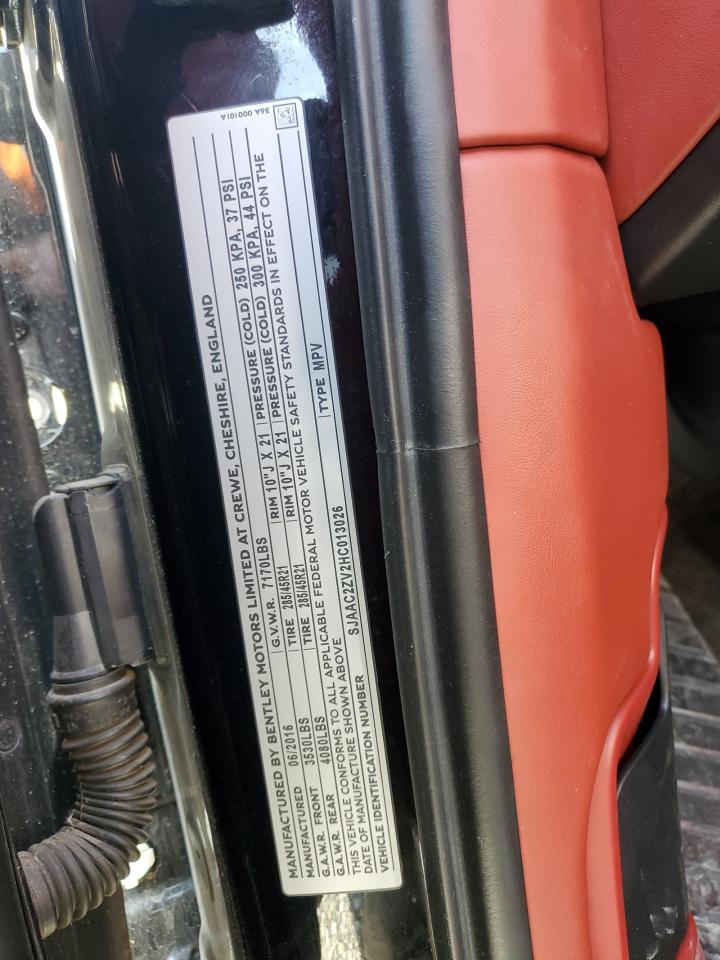 MANUFACTURED BY BENTLEY MOTORS LIMITED AT CREWE, CHESHIRE, ENGLAND
MANUFACTURED 06/2016 G.V.W.R. 7170LBS
G.A.W.R. FRONT 3530LBS TIRE 285/45R21 RIM 10"J X 21 PRESSURE (COLD) 250 KPA, 37 PSI
G.A.W.R. REAR 4080LBS TIRE 285/45R21 RIM 10"J X 21 PRESSURE (COLD) 300 KPA, 44 PSI
THIS VEHICLE CONFORMS TO ALL APPLICABLE FEDERAL MOTOR VEHICLE SAFETY STANDARDS IN EFFECT ON THE
DATE OF MANUFACTURE SHOWN ABOVE
VEHICLE IDENTIFICATION NUMBER SJAAC2ZV2HC013026 TYPE MPV
36A 000101A